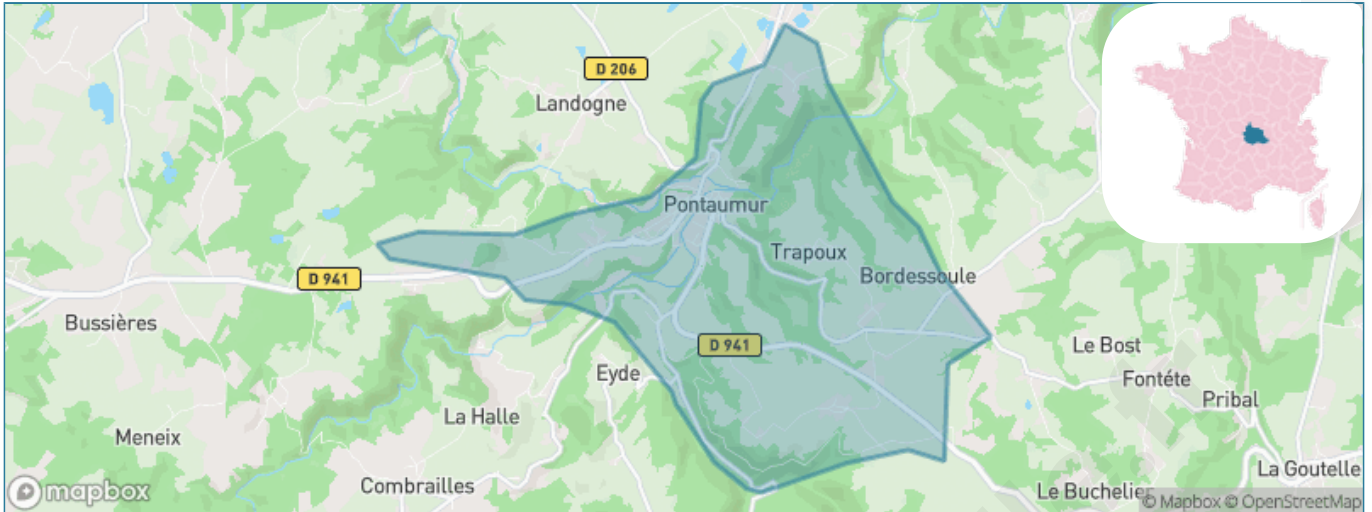 D 206
Landogne
Pontaumur
Trapoux
Bordessoule
D 941
Bussières
D 941
Le Bost
Eyde
Fontéte
Pribal
La Halle
Meneix
La Goutelle
Combrailles
Le Buchelier
mapbox
© Mapbox © OpenStreetMap